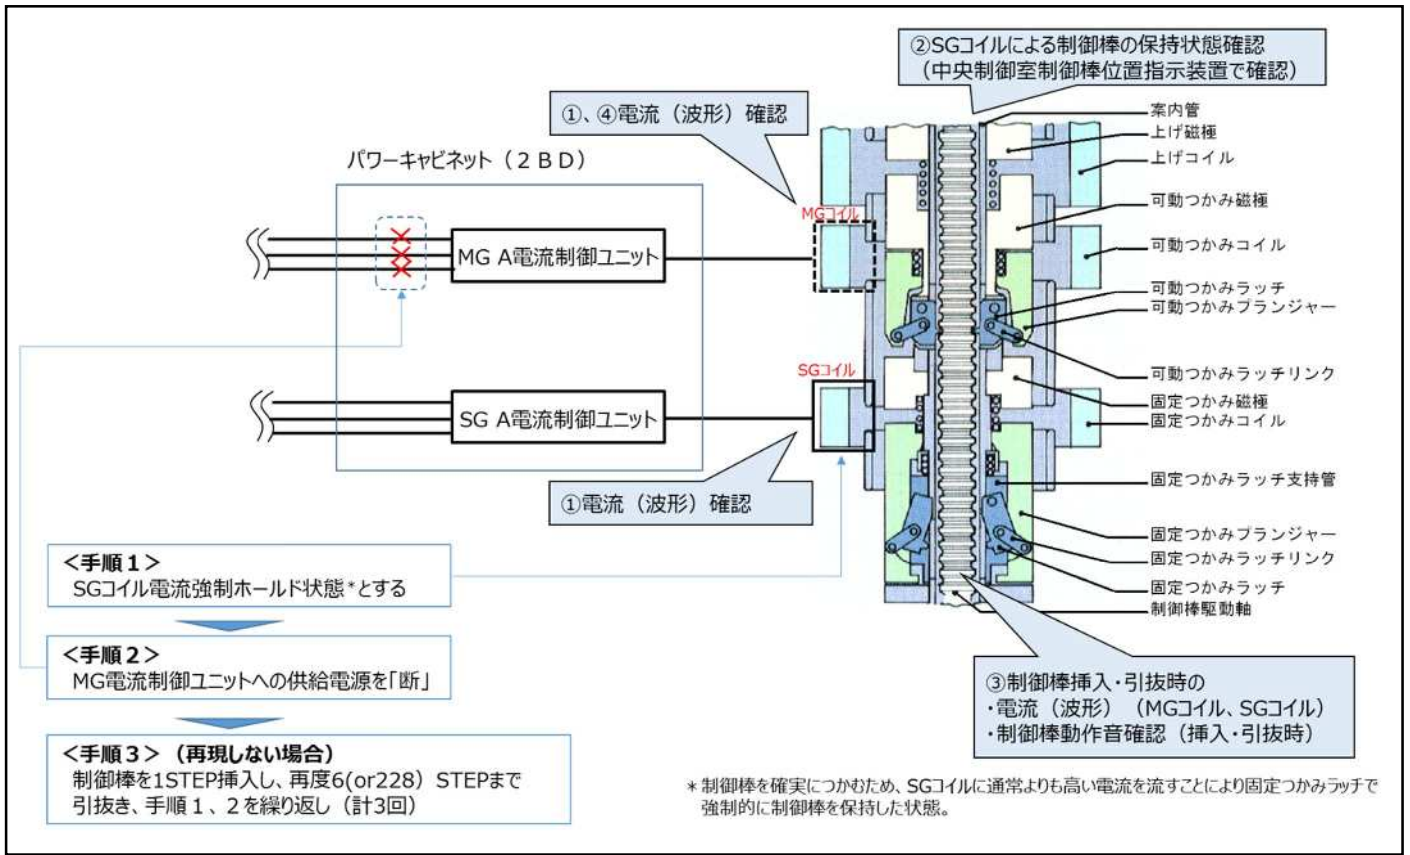 ②SGコイルによる制御棒の保持状態確認
（中央制御室制御棒位置指示装置で確認）
①、④電流（波形）確認
パワーキャビネット（２ＢＤ）
MGコイル
MG A電流制御ユニット
SGコイル
SG A電流制御ユニット
①電流（波形）確認
案内管
上げ磁極
上げコイル
可動つかみ磁極
可動つかみコイル
可動つかみラッチ
可動つかみプランジャー
可動つかみラッチリンク
固定つかみ磁極
固定つかみコイル
固定つかみラッチ支持管
固定つかみプランジャー
固定つかみラッチリンク
固定つかみラッチ
制御棒駆動軸
＜手順１＞
SGコイル電流強制ホールド状態*とする
＜手順２＞
MG電流制御ユニットへの供給電源を｢断｣
＜手順３＞（再現しない場合）
制御棒を1STEP挿入し、再度6(or228）STEPまで
引抜き、手順１、２を繰り返し（計3回）
③制御棒挿入・引抜時の
・電流（波形）（MGコイル、SGコイル）
・制御棒動作音確認（挿入・引抜時）
* 制御棒を確実につかむため、SGコイルに通常よりも高い電流を流すことにより固定つかみラッチで
強制的に制御棒を保持した状態。